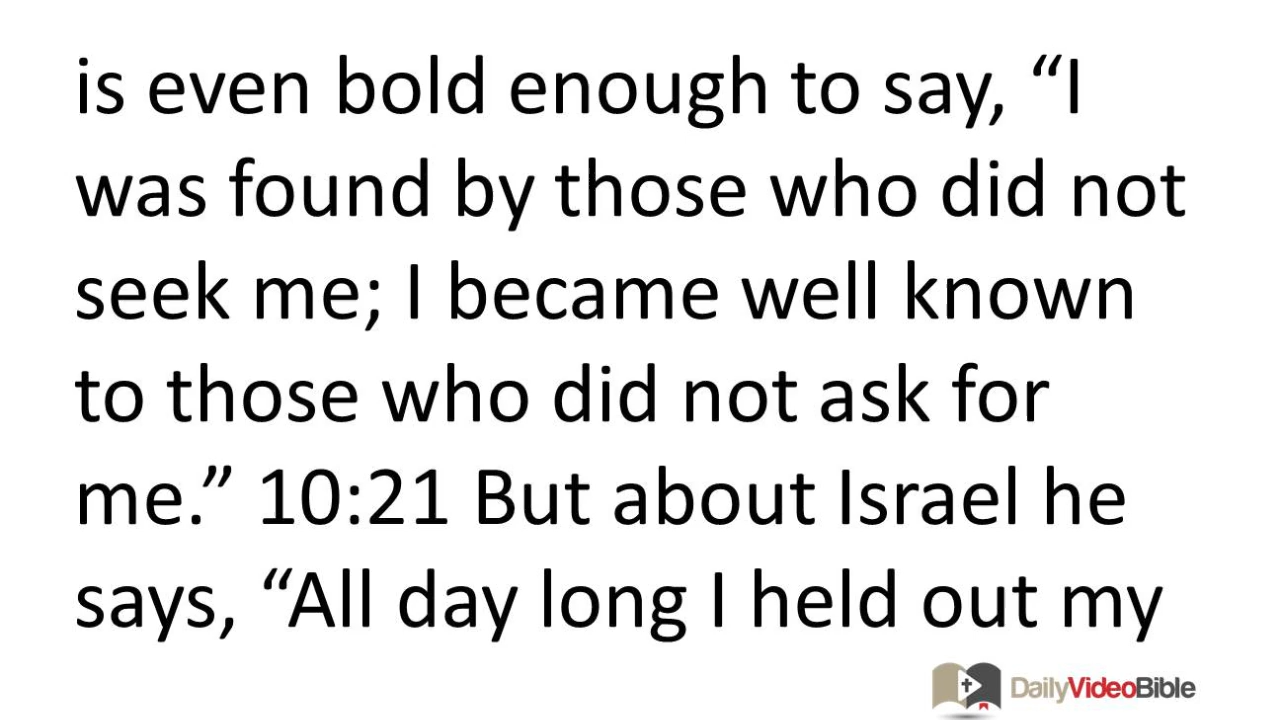 is even bold enough to say, “I
was found by those who did not
seek me; I became well known
to those who did not ask for
me.” 10:21 But about Israel he
says, “All day long I held out my
DailyVideoBible